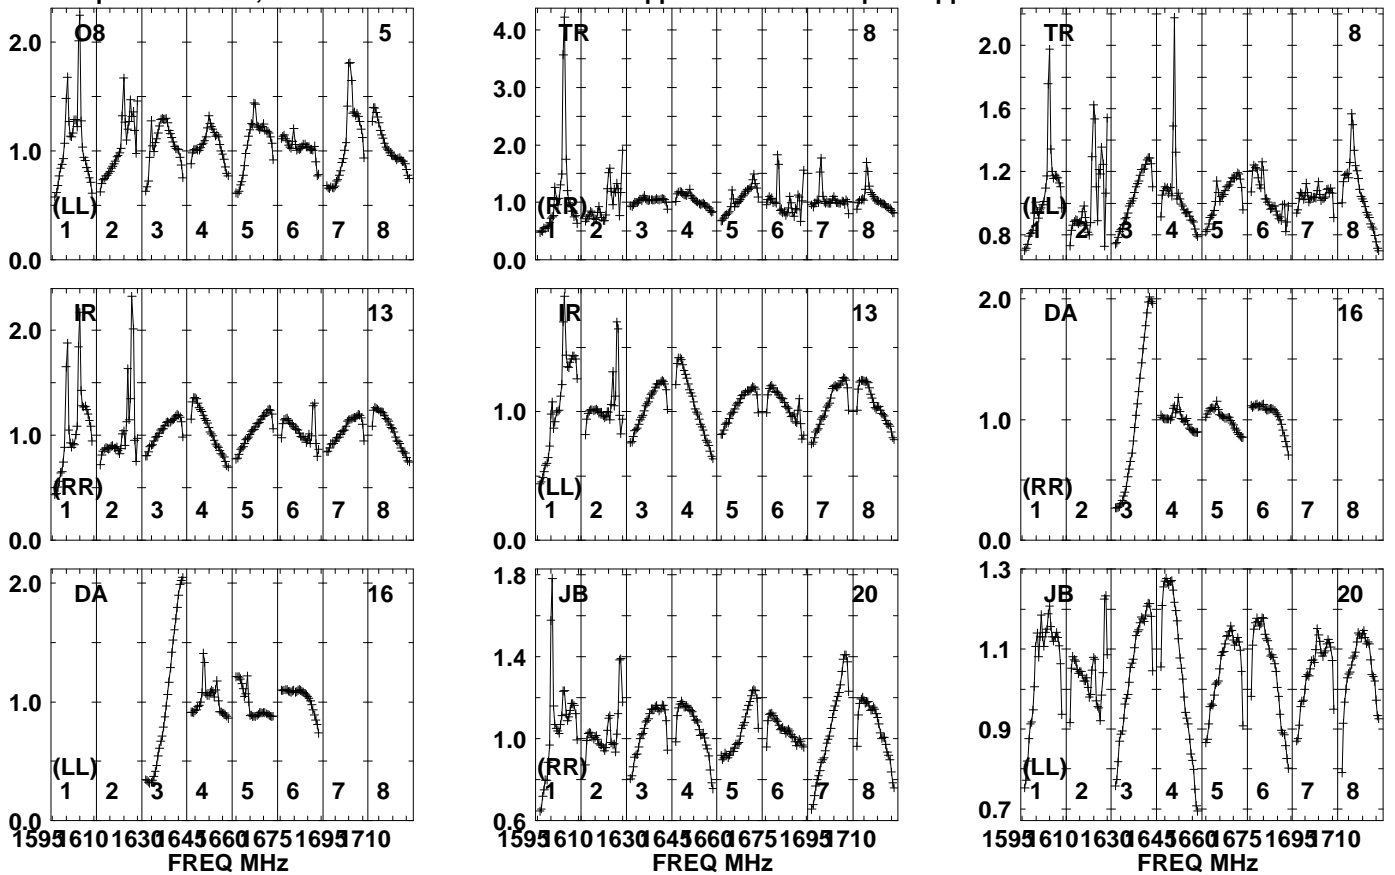 O8 5
2.0
1.0
0.0
(LL)
1 2 3 4 5 6 7 8
TR 8
4.0
3.0
2.0
1.0
0.0
(RR)
1 2 3 4 5 6 7 8
TR 8
2.0
1.6
1.2
0.8
(LL)
1 2 3 4 5 6 7 8
IR 13
2.0
1.0
0.0
(RR)
1 2 3 4 5 6 7 8
IR 13
1.0
0.0
(LL)
1 2 3 4 5 6 7 8
DA 16
2.0
1.0
0.0
(RR)
1 2 3 4 5 6 7 8
DA 16
2.0
1.0
0.0
(LL)
1 2 3 4 5 6 7 8
1595 1610 1630 1645 1660 1675 1695 1710
FREQ MHz
JB 20
1.8
1.4
1.0
0.6
(RR)
1 2 3 4 5 6 7 8
1595 1610 1630 1645 1660 1675 1695 1710
FREQ MHz
JB 20
1.3
1.1
0.9
0.7
(LL)
1 2 3 4 5 6 7 8
1595 1610 1630 1645 1660 1675 1695 1710
FREQ MHz